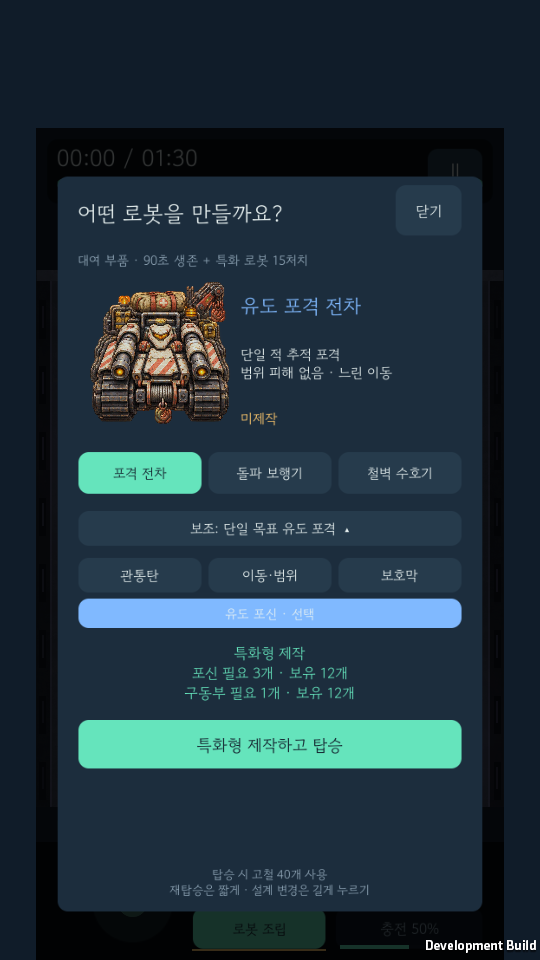 00:00 / 01:30
어떤 로봇을 만들까요?
닫기
대여 부품 · 90초 생존 + 특화 로봇 15처치
유도 포격 전차
단일 적 추적 포격
범위 피해 없음 · 느린 이동
미제작
포격 전차
돌파 보행기
철벽 수호기
보조: 단일 목표 유도 포격 ▲
관통탄
이동·범위
보호막
유도 포신 · 선택
특화형 제작
포신 필요 3개 · 보유 12개
구동부 필요 1개 · 보유 12개
특화형 제작하고 탑승
탑승 시 고철 40개 사용
재탑승은 짧게 · 설계 변경은 길게 누르기
로봇 조립
충전 50%
Development Build